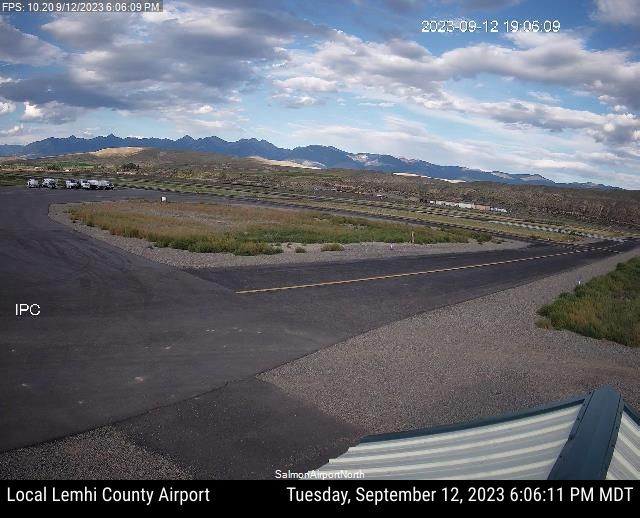 FPS: 10.20 9/12/2023 6:06:09 PM
2023-09-12 19:06:09
IPC
SalmonAirportNorth
Local Lemhi County Airport Tuesday, September 12, 2023 6:06:11 PM MDT